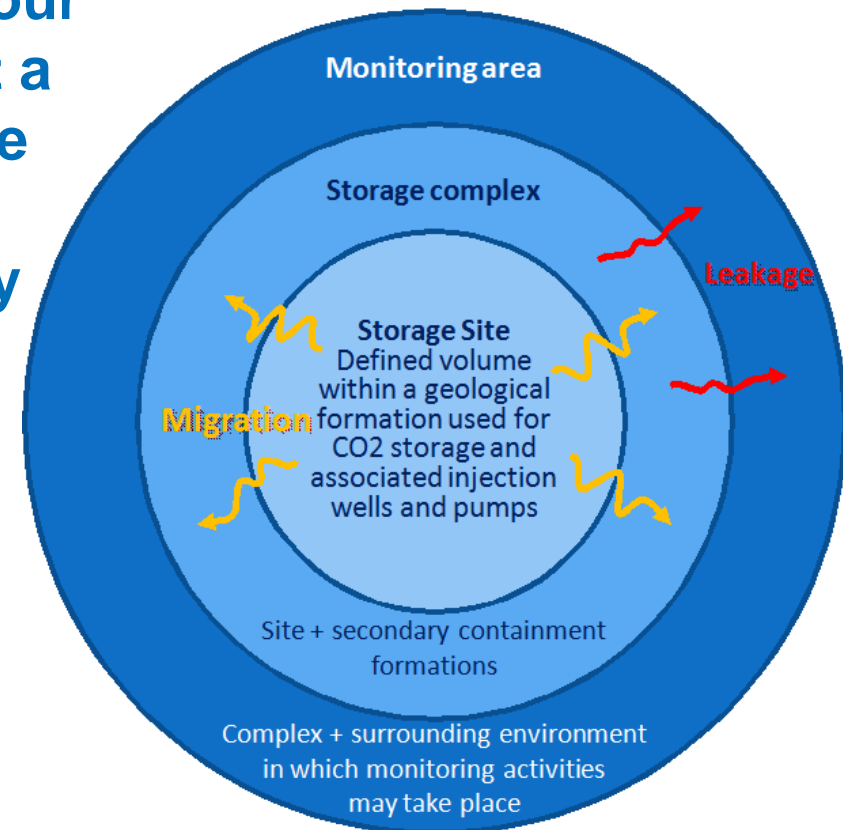 our
a
e
y
Monitoring area
Storage complex
Leakage
Storage Site
Defined volume
within a geological
Migration formation used for
CO2 storage and
associated injection
wells and pumps
Site + secondary containment
formations
Complex + surrounding environment
in which monitoring activities
may take place